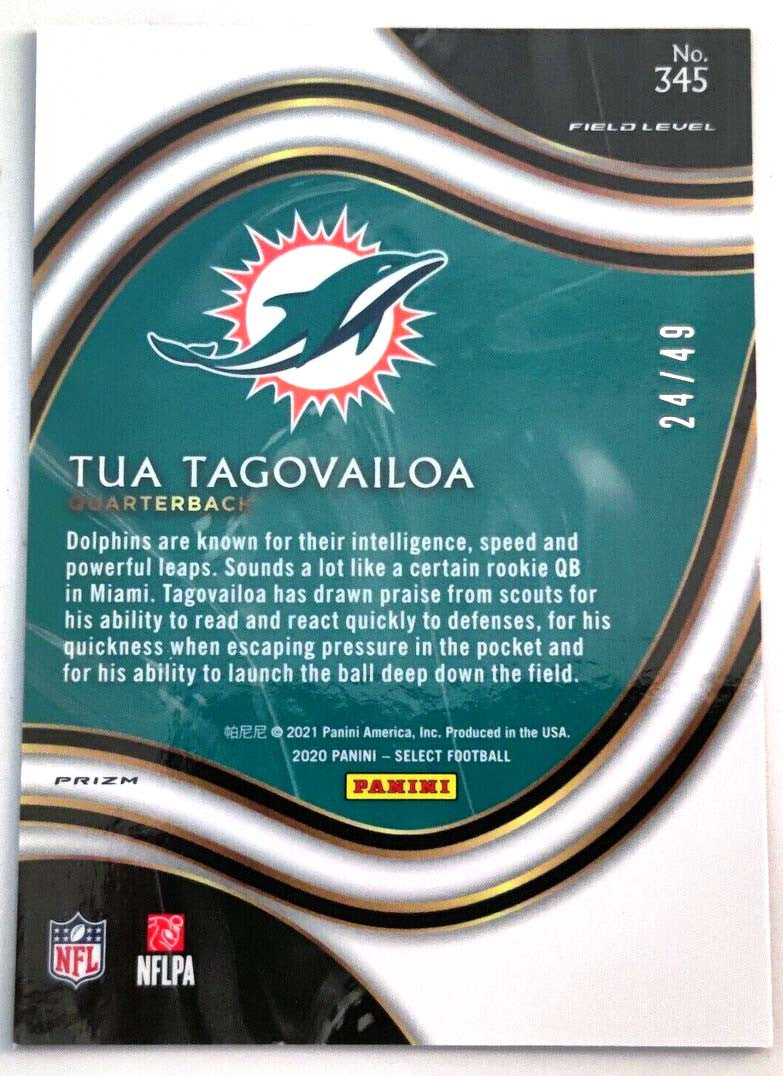 No.
345
FIELD LEVEL
24/49
TUA TAGOVAILOA
QUARTERBACK
Dolphins are known for their intelligence, speed and
powerful leaps. Sounds a lot like a certain rookie QB
in Miami. Tagovailoa has drawn praise from scouts for
his ability to read and react quickly to defenses, for his
quickness when escaping pressure in the pocket and
for his ability to launch the ball deep down the field.
帕尼尼 © 2021 Panini America, Inc. Produced in the USA.
2020 PANINI – SELECT FOOTBALL
PRIZM
PANINI
NFL
NFLPA